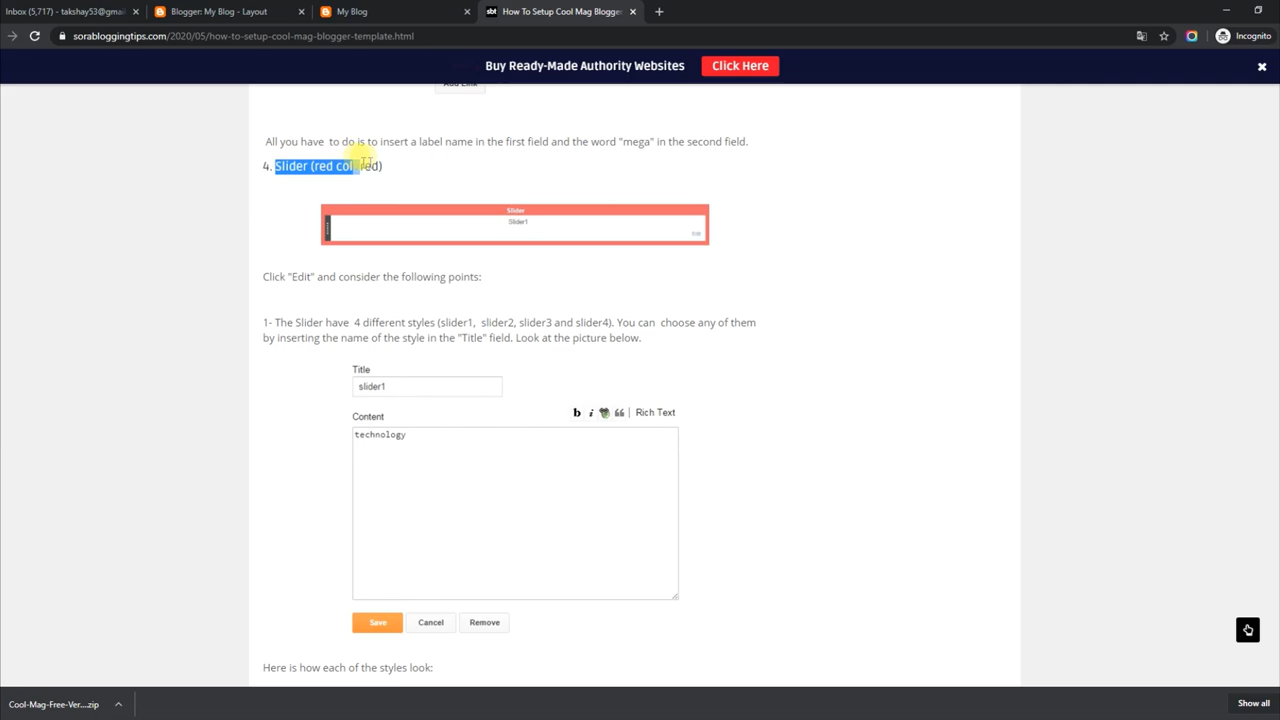 Inbox (5,717) - takshay53@gmail
Blogger: My Blog - Layout
My Blog
sbt
How To Setup Cool Mag Blogger
sorabloggingtips.com/2020/05/how-to-setup-cool-mag-blogger-template.html
Incognito
Buy Ready-Made Authority Websites
Click Here
Add Link
All you have to do is to insert a label name in the first field and the word "mega" in the second field.
4. Slider (red col red)
Slider
Slider1
Edit
Click "Edit" and consider the following points:
1- The Slider have 4 different styles (slider1, slider2, slider3 and slider4). You can choose any of them
by inserting the name of the style in the "Title" field. Look at the picture below.
Title
slider1
Content
b i Rich Text
technology
Save Cancel Remove
Here is how each of the styles look:
Cool-Mag-Free-Ver....zip
Show all